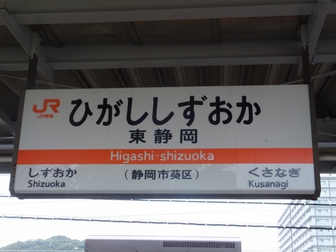 JR ひがししずおか
JR東海
東静岡
Higashi-shizuoka
しずおか (静岡市葵区) くさなぎ
Shizuoka Kusanagi